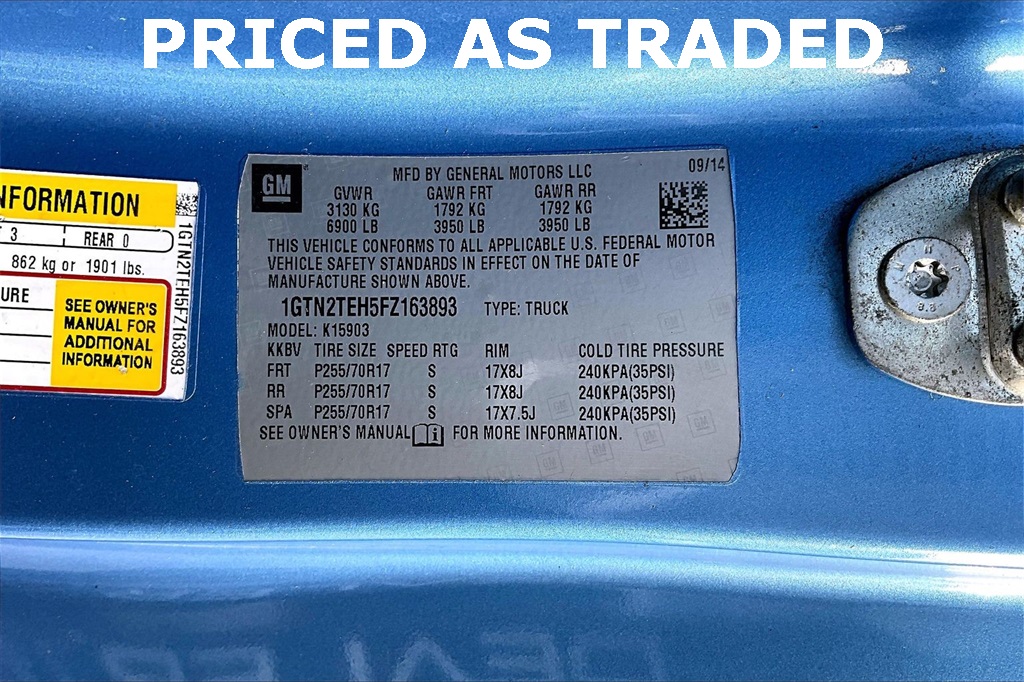 PRICED AS TRADED
NFORMATION
3
REAR 0
862 kg or 1901 lbs.
URE
SEE OWNER'S
MANUAL FOR
ADDITIONAL
INFORMATION
1GTN2TEH5FZ163893
GM
MFD BY GENERAL MOTORS LLC
09/14
GVWR GAWR FRT GAWR RR
3130 KG 1792 KG 1792 KG
6900 LB 3950 LB 3950 LB
THIS VEHICLE CONFORMS TO ALL APPLICABLE U.S. FEDERAL MOTOR
VEHICLE SAFETY STANDARDS IN EFFECT ON THE DATE OF
MANUFACTURE SHOWN ABOVE.
1GTN2TEH5FZ163893 TYPE: TRUCK
MODEL: K15903
KKBV TIRE SIZE SPEED RTG RIM COLD TIRE PRESSURE
FRT P255/70R17 S 17X8J 240KPA(35PSI)
RR P255/70R17 S 17X8J 240KPA(35PSI)
SPA P255/70R17 S 17X7.5J 240KPA(35PSI)
SEE OWNER'S MANUAL FOR MORE INFORMATION.